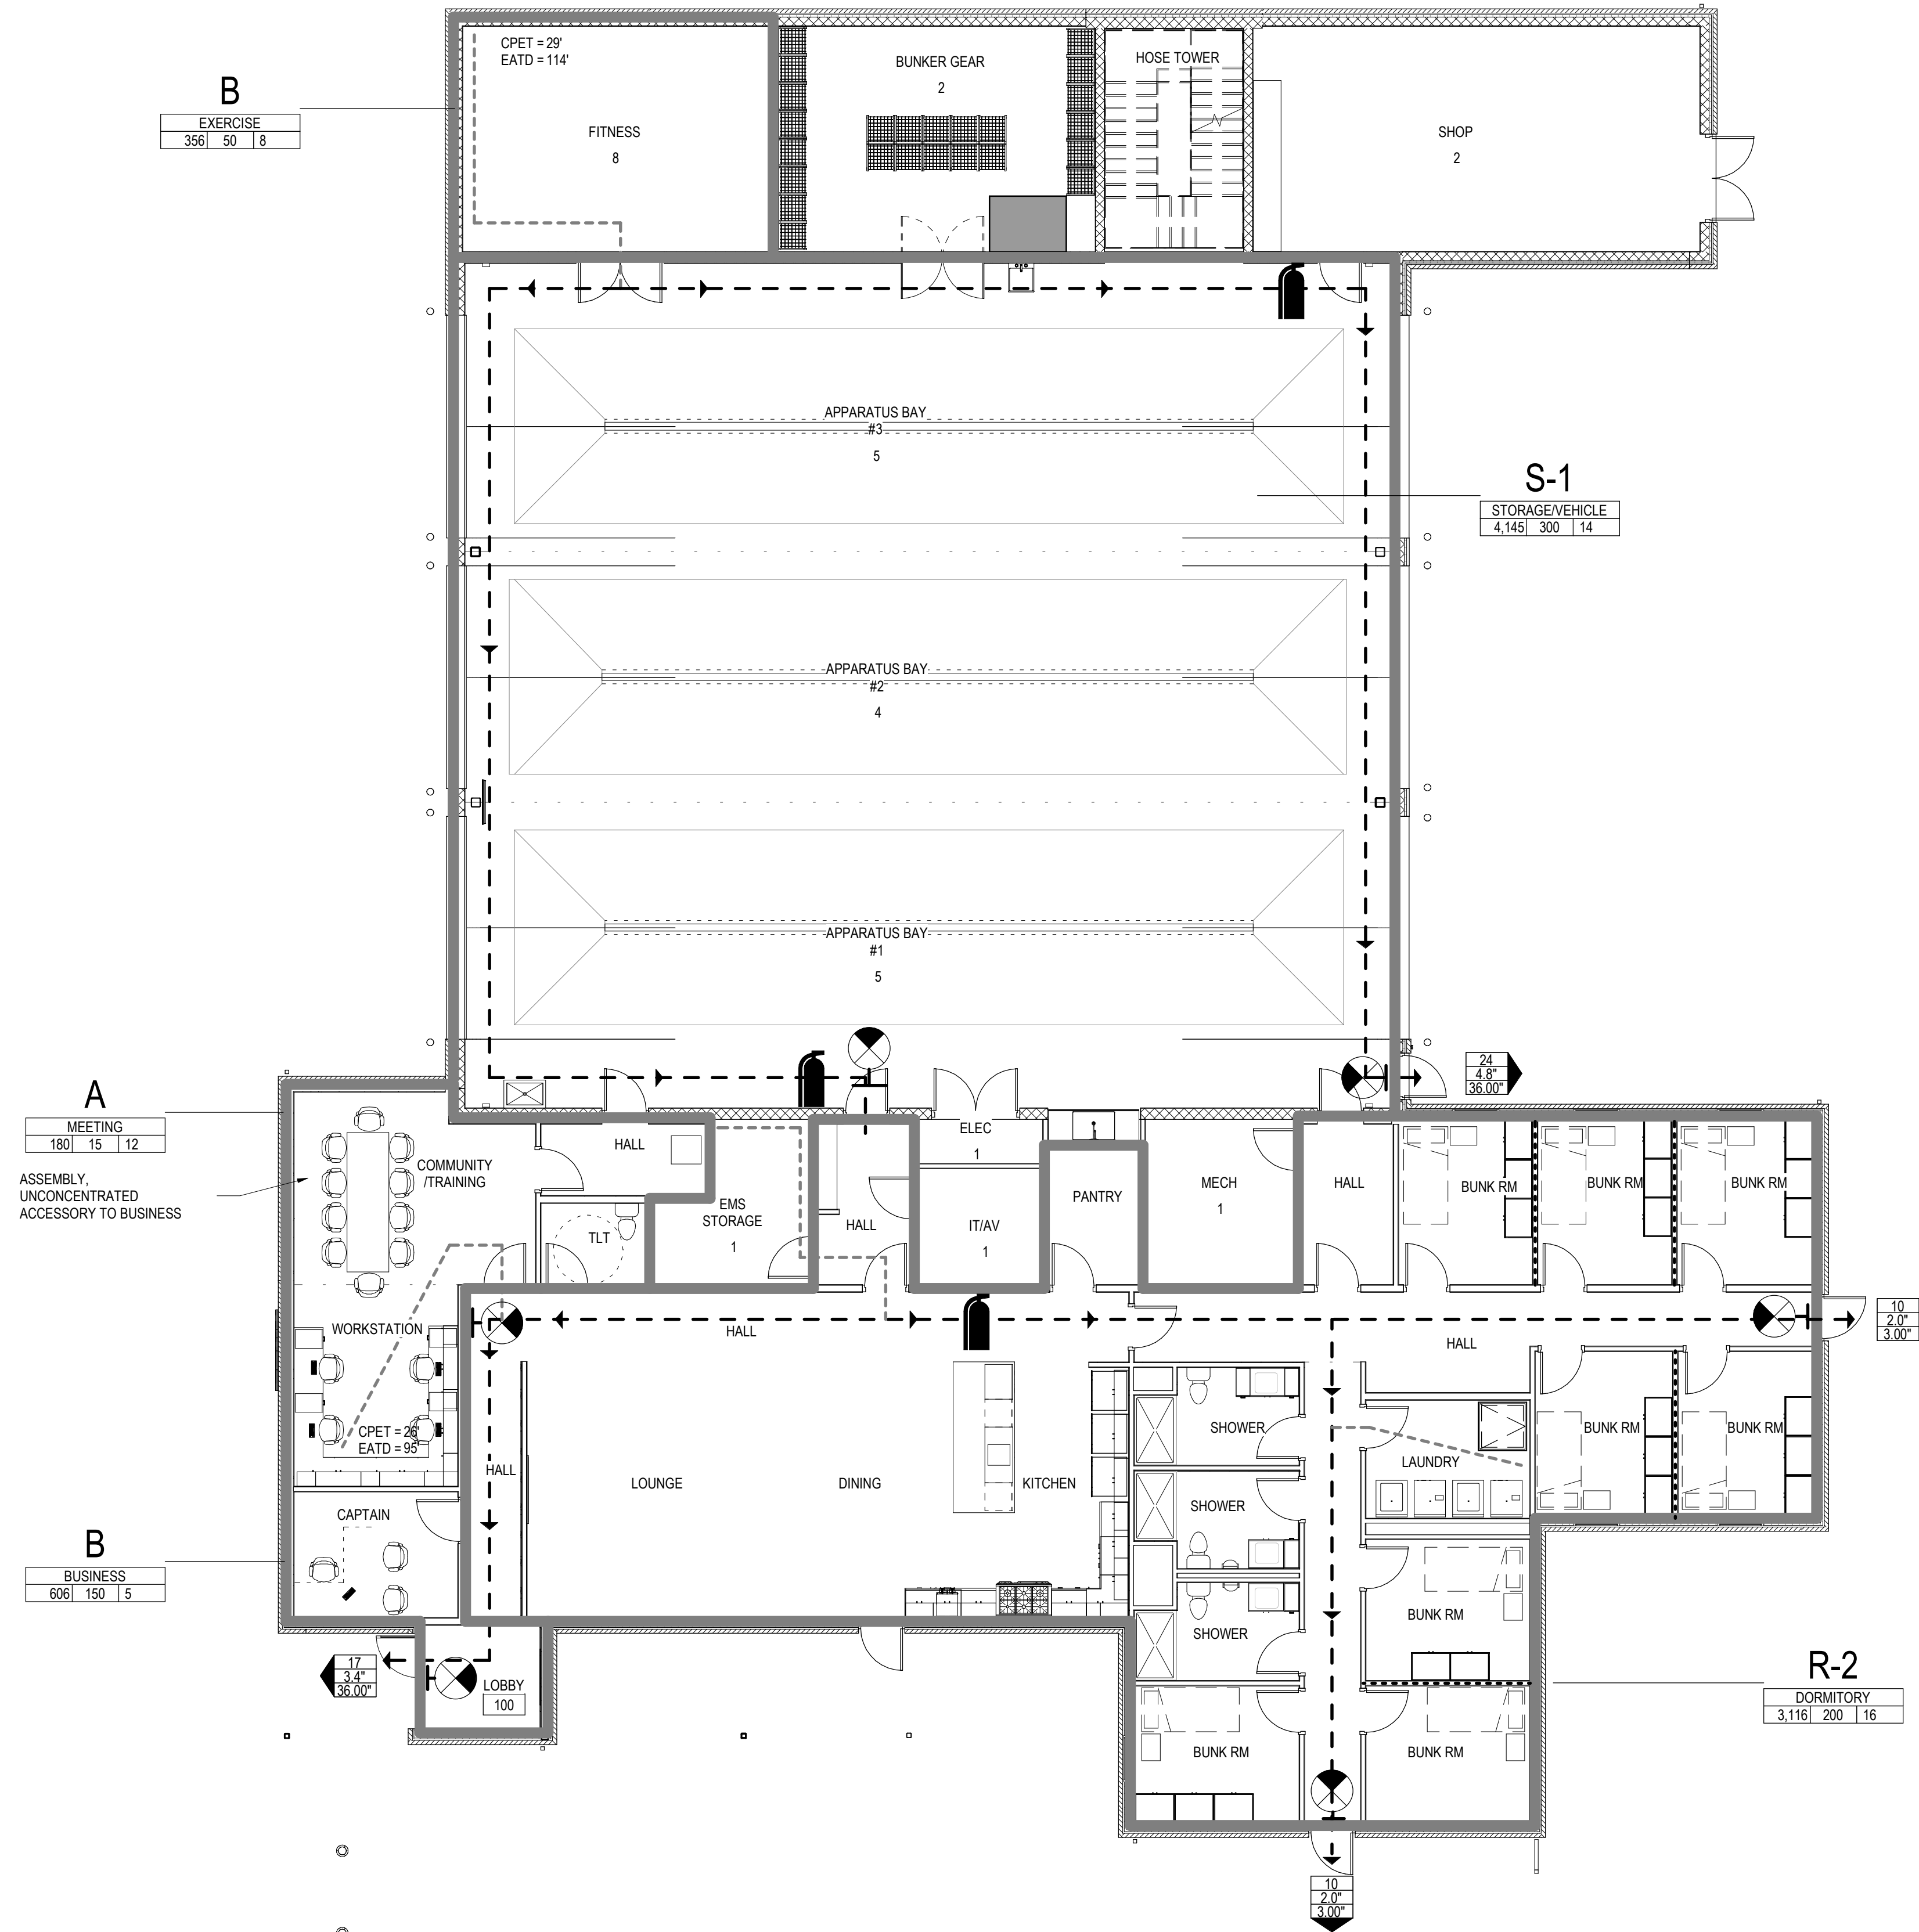 CPET = 29'
EATD = 114'
BUNKER GEAR
2
HOSE TOWER
B
EXERCISE
356 50 8
FITNESS
8
SHOP
2
APPARATUS BAY
#3
5
S-1
STORAGE/VEHICLE
4,145 300 14
APPARATUS BAY
#2
4
APPARATUS BAY
#1
5
24
4.8"
36.00"
A
MEETING
180 15 12
ASSEMBLY,
UNCONCENTRATED
ACCESSORY TO BUSINESS
COMMUNITY
/TRAINING
HALL
TLT
EMS
STORAGE
1
HALL
ELEC
1
IT/AV
1
PANTRY
MECH
1
HALL
BUNK RM
BUNK RM
BUNK RM
WORKSTATION
HALL
HALL
10
2.0"
3.00"
CPET = 26'
EATD = 95'
HALL
LOUNGE
DINING
KITCHEN
SHOWER
LAUNDRY
BUNK RM
BUNK RM
CAPTAIN
SHOWER
B
BUSINESS
606 150 5
SHOWER
BUNK RM
17
3.4"
36.00"
LOBBY
100
R-2
DORMITORY
3,116 200 16
BUNK RM
BUNK RM
10
2.0"
3.00"